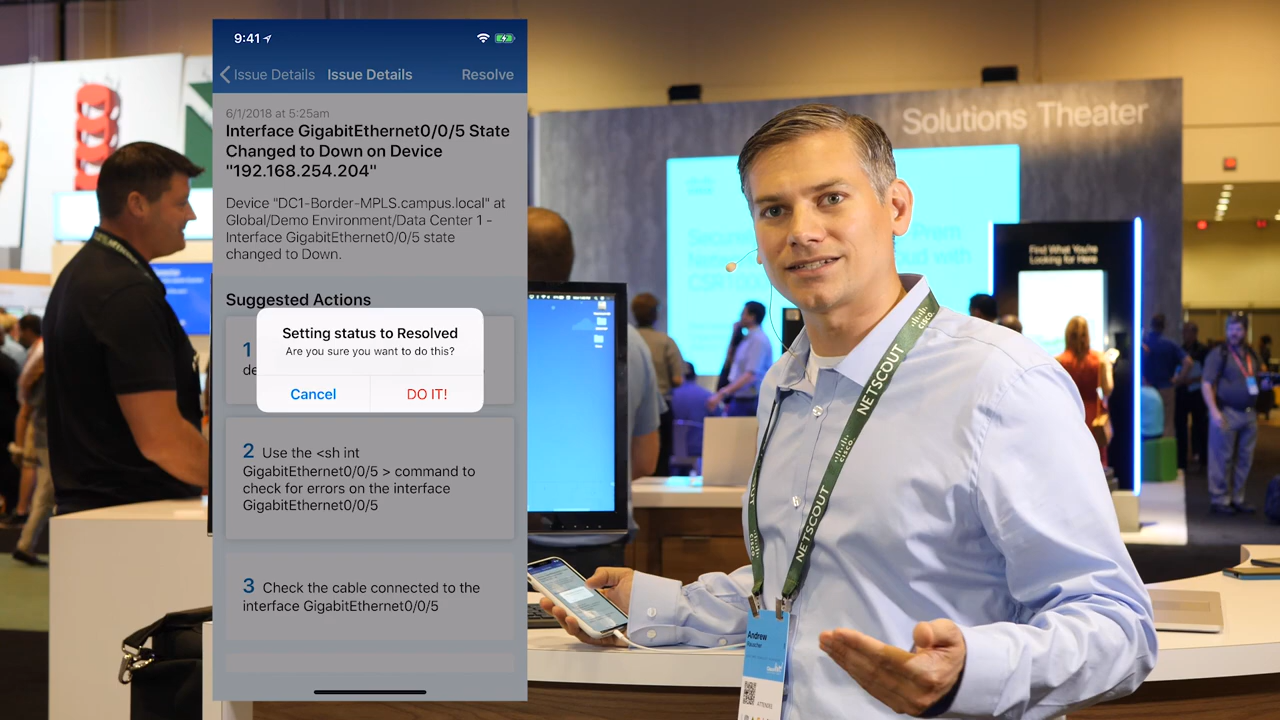 9:41
Issue Details
Issue Details
Resolve
6/1/2018 at 5:25am
Interface GigabitEthernet0/0/5 State
Changed to Down on Device
"192.168.254.204"
Device "DC1-Border-MPLS.campus.local" at
Global/Demo Environment/Data Center 1 -
Interface GigabitEthernet0/0/5 state
changed to Down.
Suggested Actions
1
de
Setting status to Resolved
Are you sure you want to do this?
Cancel
DO IT!
2 Use the <sh int
GigabitEthernet0/0/5 > command to
check for errors on the interface
GigabitEthernet0/0/5
3 Check the cable connected to the
interface GigabitEthernet0/0/5
Solutions Theater
Find What You're
Looking for Here
CISCO
NETSCOUT
CISCO
NETSCOUT
Andrew